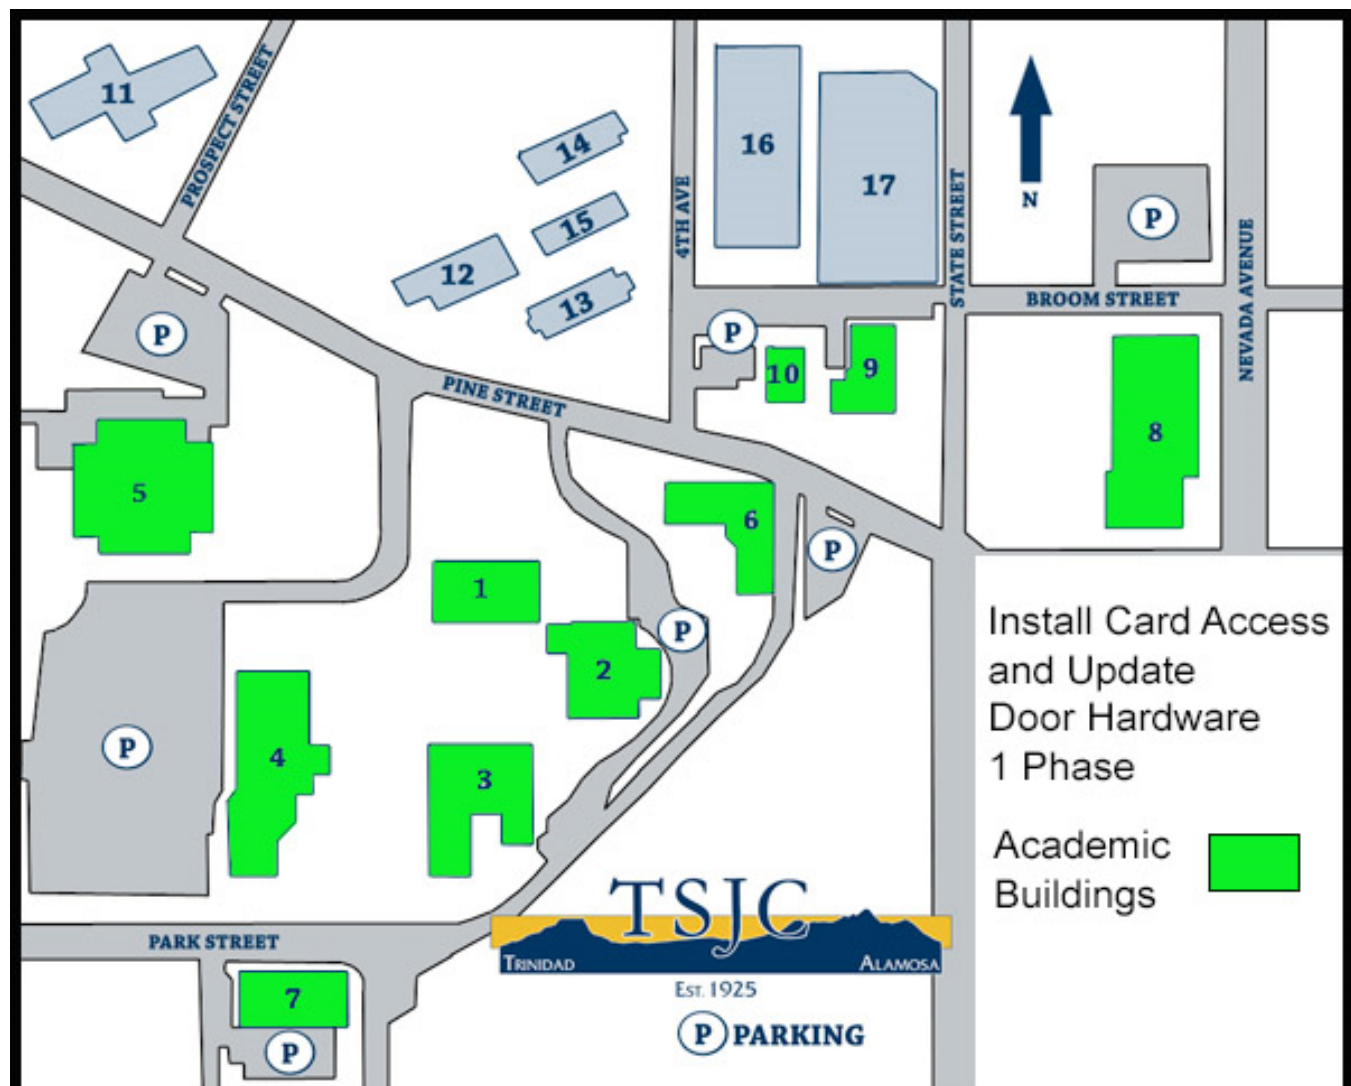 11
PROSPECT STREET
14
15
12
13
4TH AVE
16
17
STATE STREET
N
P
NEVADA AVENUE
BROOM STREET
P
P
10
9
8
PINE STREET
5
6
P
1
2
P
P
4
3
PARK STREET
7
P
Install Card Access
and Update
Door Hardware
1 Phase
Academic
Buildings
TSJC
TRINIDAD ALAMOSA
EST. 1925
P PARKING